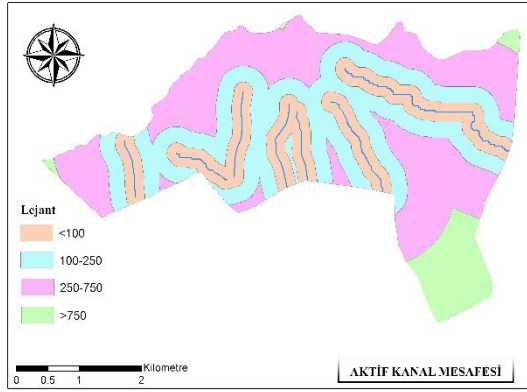 Lejant
<100
100-250
250-750
>750
Kilometre
0 0.5 1 2
AKTİF KANAL MESAFESİ